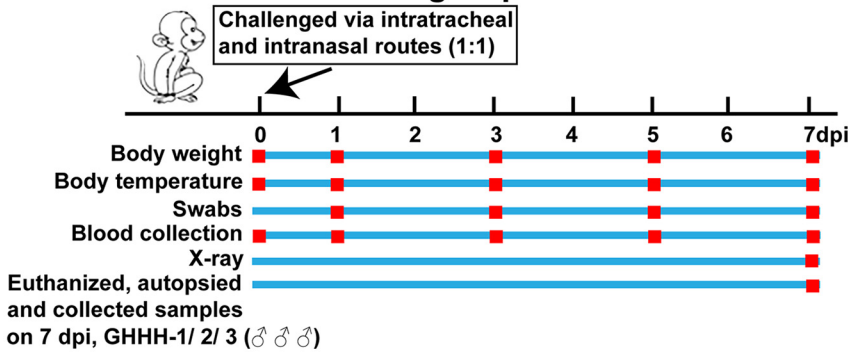 Challenged via intratracheal
and intranasal routes (1:1)
0 1 2 3 4 5 6 7dpi
Body weight
Body temperature
Swabs
Blood collection
X-ray
Euthanized, autopsied
and collected samples
on 7 dpi, GHHH-1/ 2/ 3 (♂ ♂ ♂)